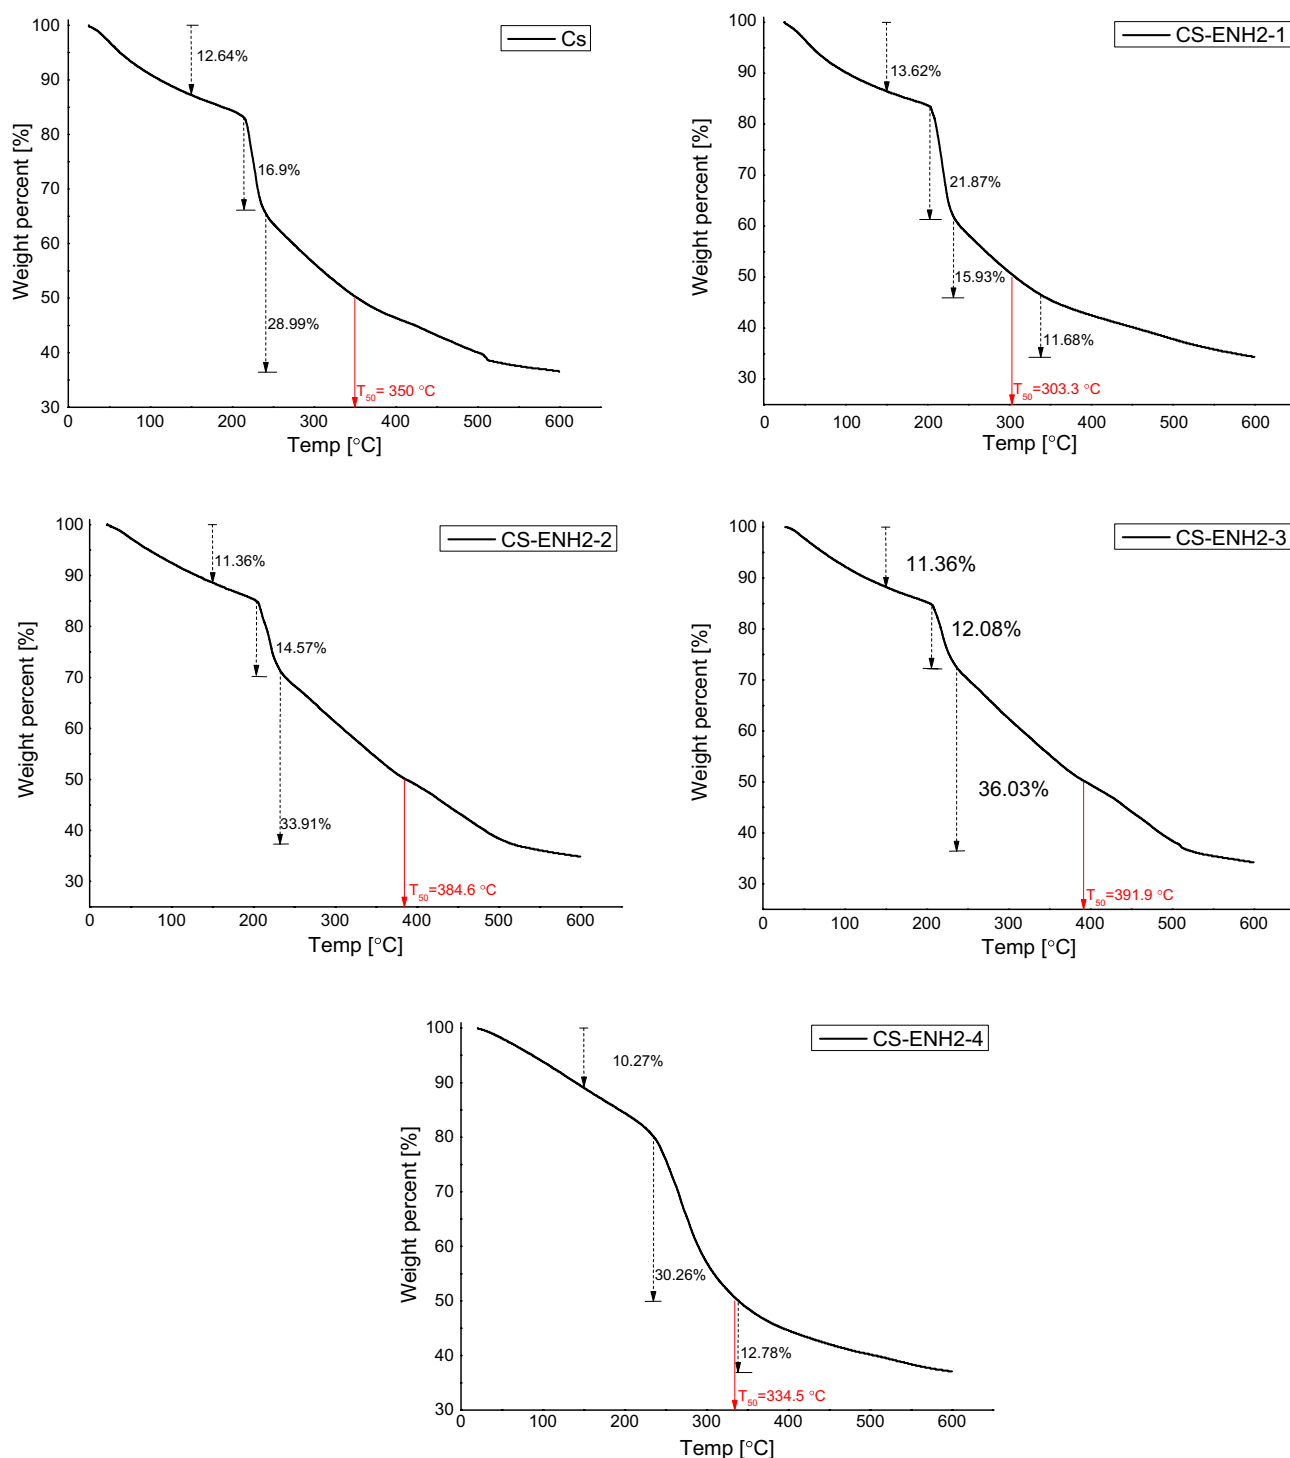 Cs
Weight percent [%]
100
90
80
70
60
50
40
30
12.64%
16.9%
28.99%
T50= 350 °C
0 100 200 300 400 500 600
Temp [°C]
CS-ENH2-1
Weight percent [%]
100
90
80
70
60
50
40
30
13.62%
21.87%
15.93%
11.68%
T50=303.3 °C
0 100 200 300 400 500 600
Temp [°C]
CS-ENH2-2
Weight percent [%]
100
90
80
70
60
50
40
30
11.36%
14.57%
33.91%
T50=384.6 °C
0 100 200 300 400 500 600
Temp [°C]
CS-ENH2-3
Weight percent [%]
100
90
80
70
60
50
40
30
11.36%
12.08%
36.03%
T50=391.9 °C
0 100 200 300 400 500 600
Temp [°C]
CS-ENH2-4
Weight percent [%]
100
90
80
70
60
50
40
30
10.27%
30.26%
12.78%
T50=334.5 °C
0 100 200 300 400 500 600
Temp [°C]